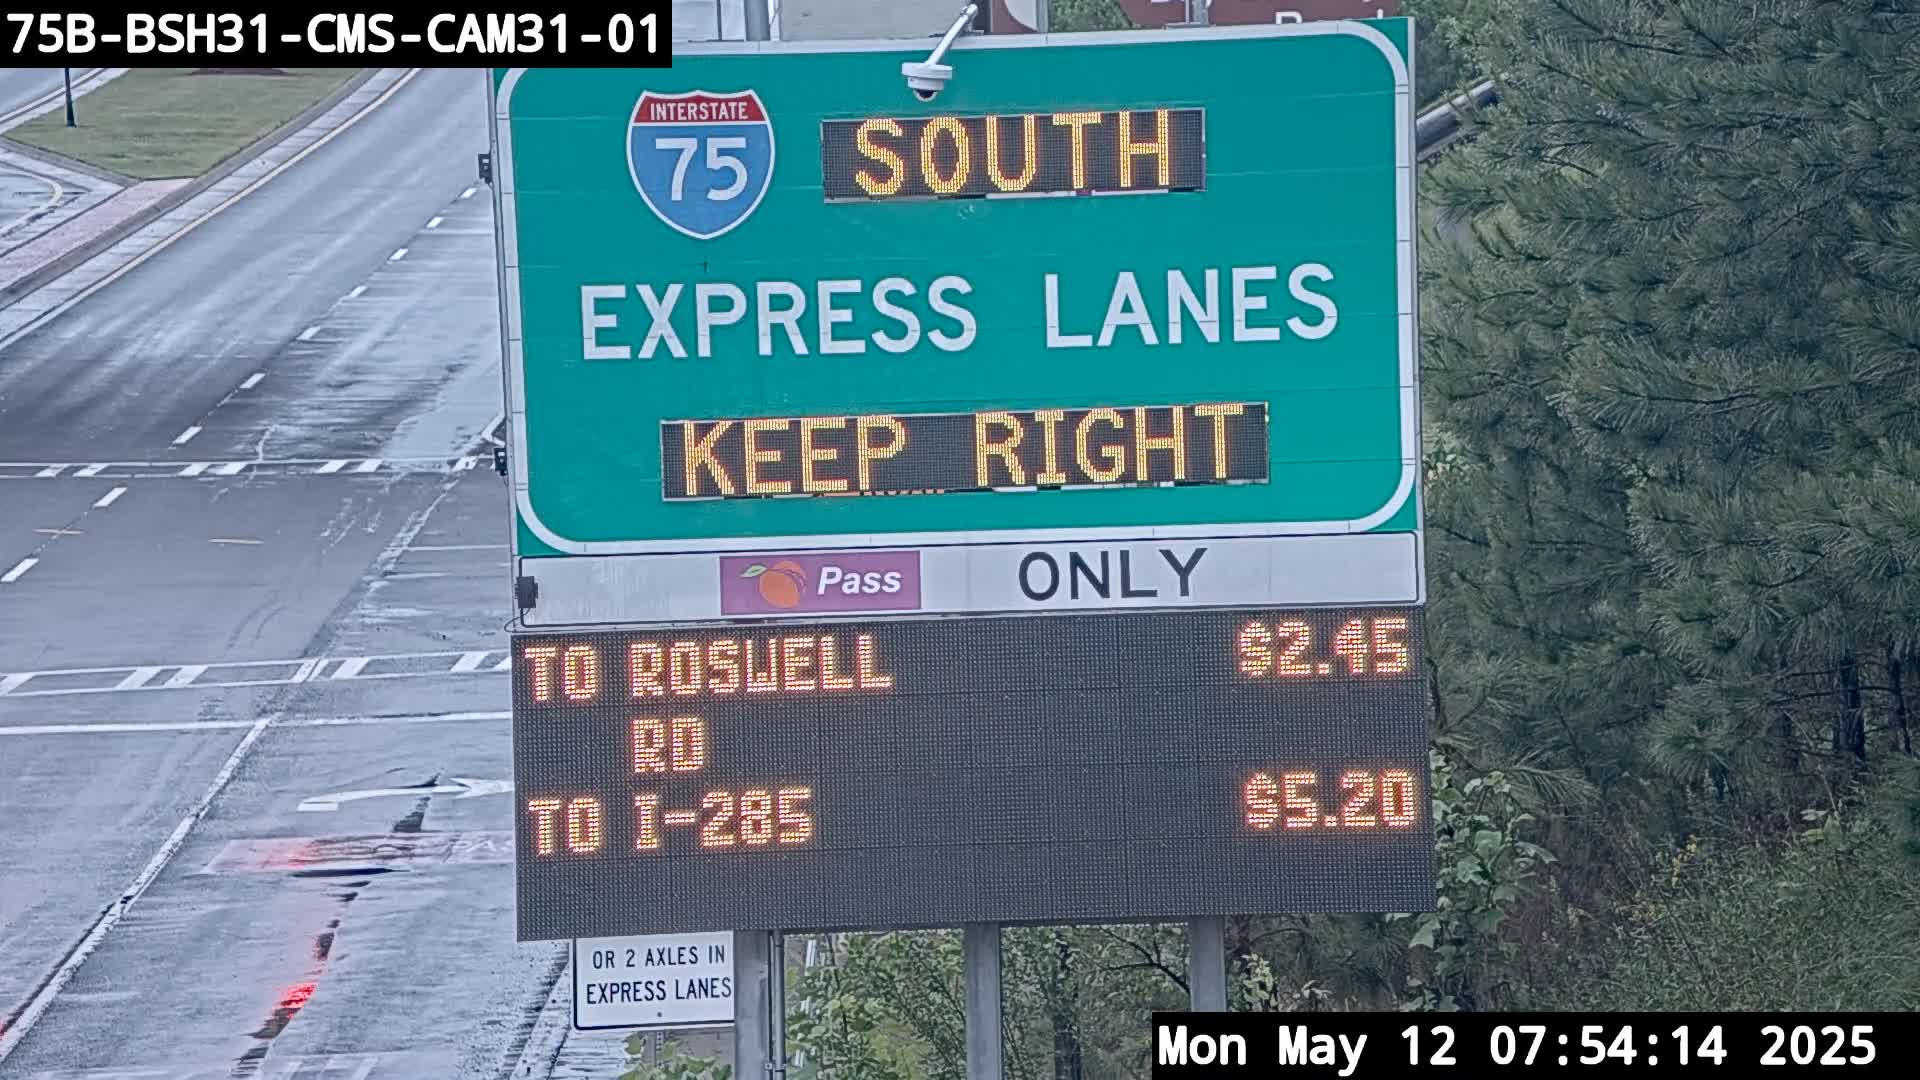 75B-BSH31-CMS-CAM31-01
INTERSTATE
75
SOUTH
EXPRESS LANES
KEEP RIGHT
Pass ONLY
TO ROSWELL $2.45
RD
TO I-285 $5.20
OR 2 AXLES IN
EXPRESS LANES
Mon May 12 07:54:14 2025